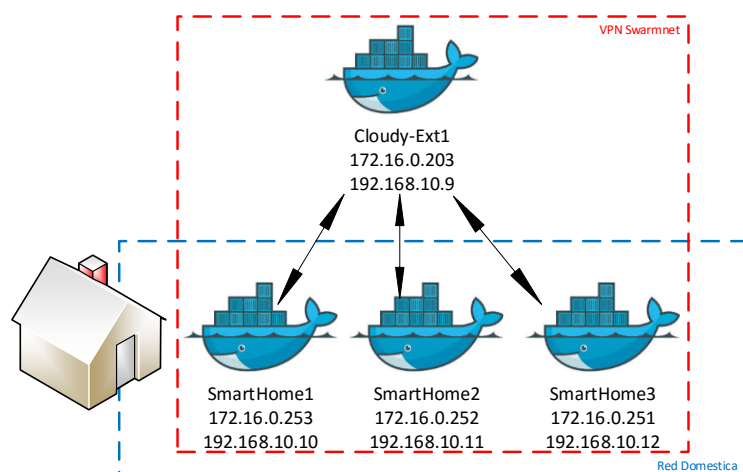 VPN Swarmnet
Cloudy-Ext1
172.16.0.203
192.168.10.9
SmartHome1
172.16.0.253
192.168.10.10
SmartHome2
172.16.0.252
192.168.10.11
SmartHome3
172.16.0.251
192.168.10.12
Red Domestica